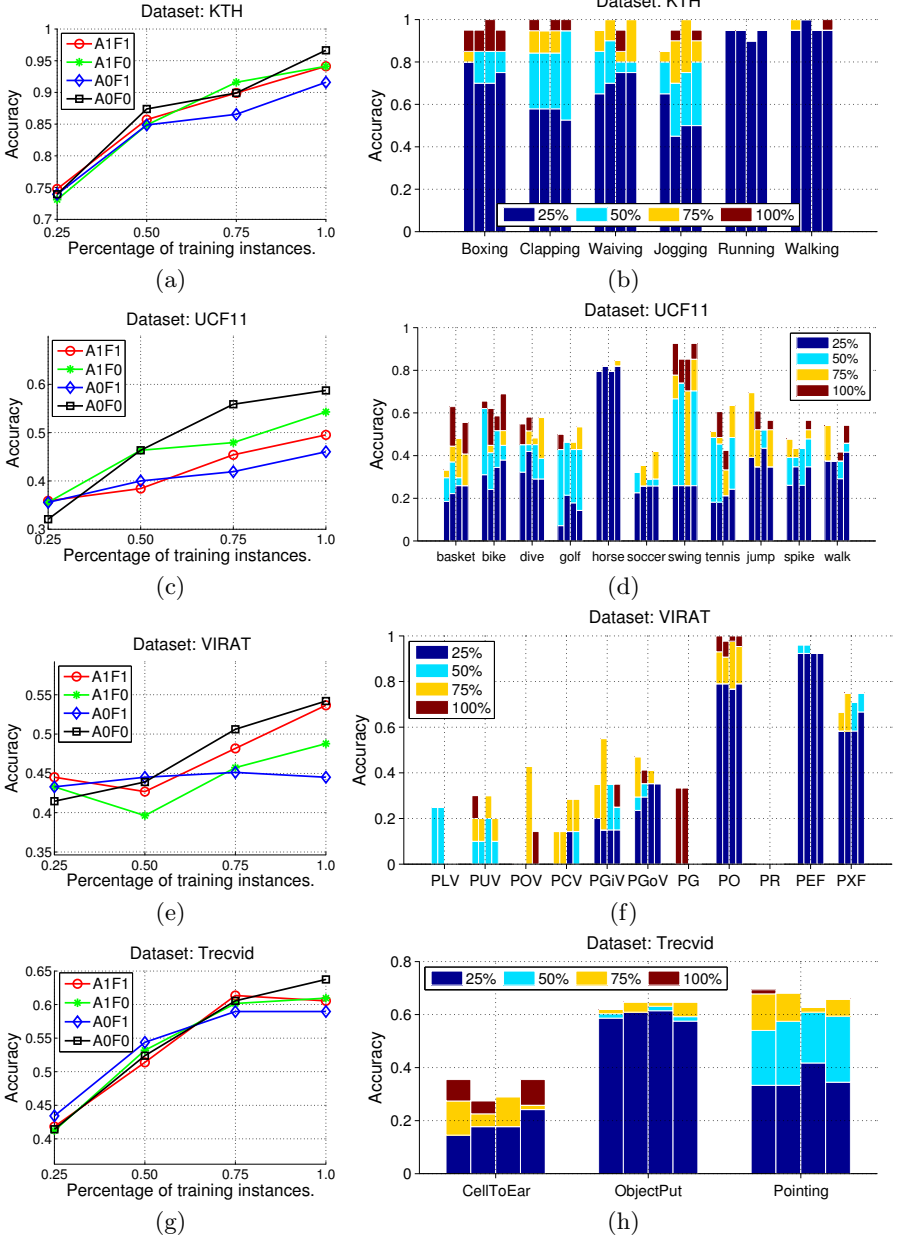 Dataset: KTH
1
0.95
0.9
0.85
0.8
0.75
0.7
Accuracy
A1F1
A1F0
A0F1
A0F0
0.25
0.50
0.75
1.0
Percentage of training instances.
(a)
Dataset: KTH
1
0.8
0.6
0.4
0.2
0
Accuracy
25%
50%
75%
100%
Boxing
Clapping
Waiving
Jogging
Running
Walking
(b)
Dataset: UCF11
0.6
0.5
0.4
0.3
Accuracy
A1F1
A1F0
A0F1
A0F0
0.25
0.50
0.75
1.0
Percentage of training instances.
(c)
Dataset: UCF11
1
0.8
0.6
0.4
0.2
0
Accuracy
25%
50%
75%
100%
basket
bike
dive
golf
horse
soccer
swing
tennis
jump
spike
walk
(d)
Dataset: VIRAT
0.55
0.5
0.45
0.4
0.35
Accuracy
A1F1
A1F0
A0F1
A0F0
0.25
0.50
0.75
1.0
Percentage of training instances.
(e)
Dataset: VIRAT
1
0.8
0.6
0.4
0.2
0
Accuracy
25%
50%
75%
100%
PLV
PUV
POV
PCV
PGiV
PGoV
PG
PO
PR
PEF
PXF
(f)
Dataset: Trecvid
0.65
0.6
0.55
0.5
0.45
0.4
Accuracy
A1F1
A1F0
A0F1
A0F0
0.25
0.50
0.75
1.0
Percentage of training instances.
(g)
Dataset: Trecvid
0.8
0.6
0.4
0.2
0
Accuracy
25%
50%
75%
100%
CellToEar
ObjectPut
Pointing
(h)